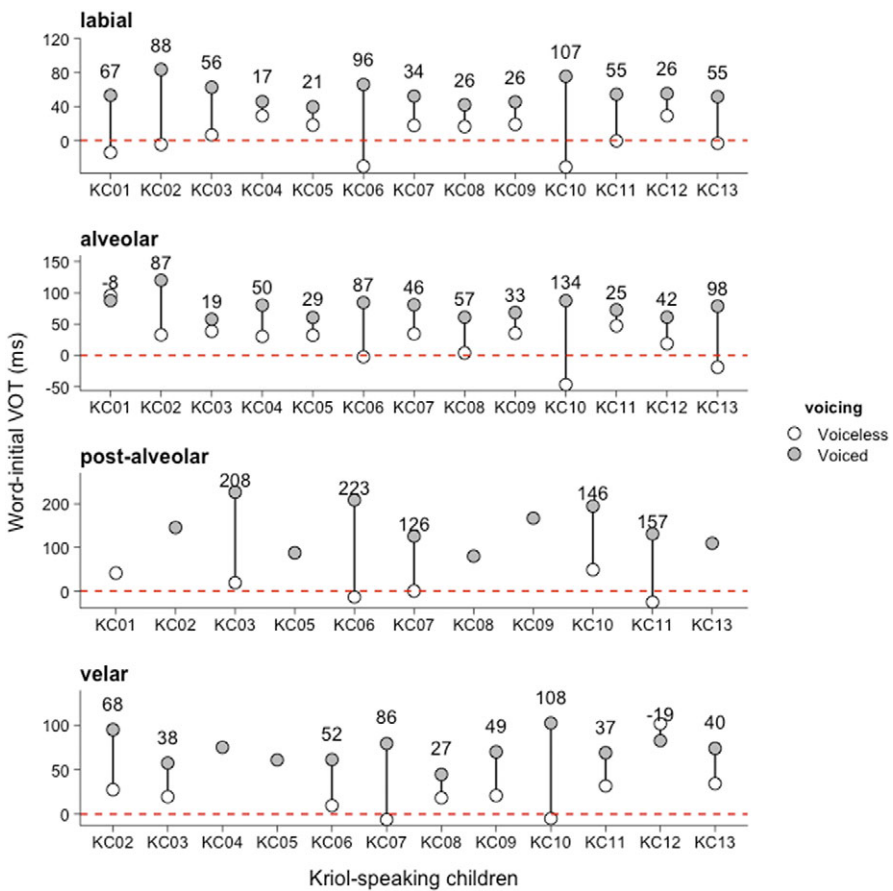 labial
120
80
40
0
67 88 56 17 21 96 34 26 26 107 55 26 55
KC01 KC02 KC03 KC04 KC05 KC06 KC07 KC08 KC09 KC10 KC11 KC12 KC13
alveolar
150
100
50
0
-50
-8 87 19 50 29 87 46 57 33 134 25 42 98
KC01 KC02 KC03 KC04 KC05 KC06 KC07 KC08 KC09 KC10 KC11 KC12 KC13
post-alveolar
200
100
0
208 223 126 146 157
KC01 KC02 KC03 KC05 KC06 KC07 KC08 KC09 KC10 KC11 KC13
velar
100
50
0
68 38 52 86 27 49 108 37 -19 40
KC02 KC03 KC04 KC05 KC06 KC07 KC08 KC09 KC10 KC11 KC12 KC13
Word-initial VOT (ms)
Kriol-speaking children
voicing
Voiceless
Voiced